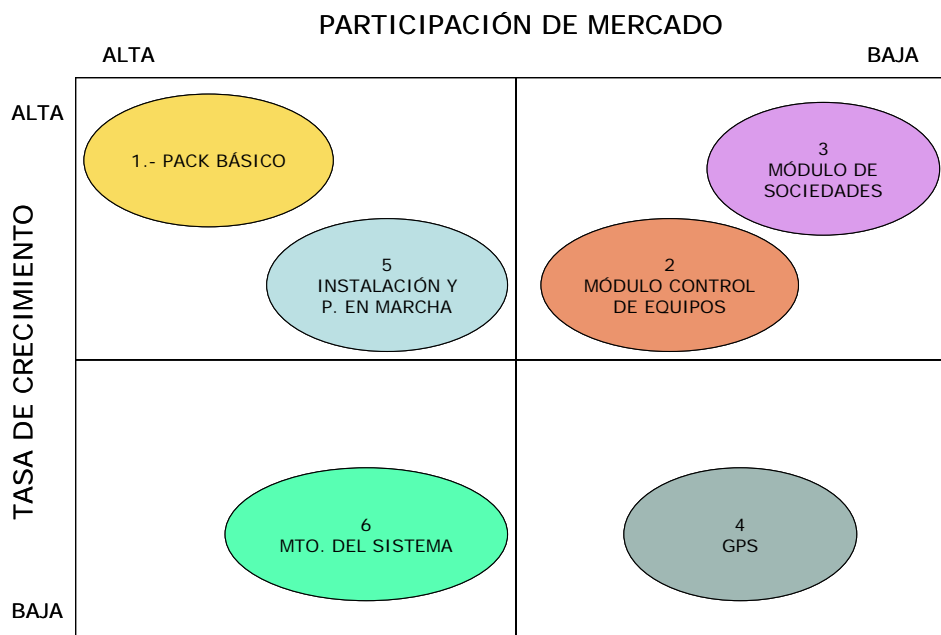 PARTICIPACIÓN DE MERCADO
ALTA
BAJA
ALTA
TASA DE CRECIMIENTO
BAJA
1.- PACK BÁSICO
3
MÓDULO DE
SOCIEDADES
5
INSTALACIÓN Y
P. EN MARCHA
2
MÓDULO CONTROL
DE EQUIPOS
6
MTO. DEL SISTEMA
4
GPS